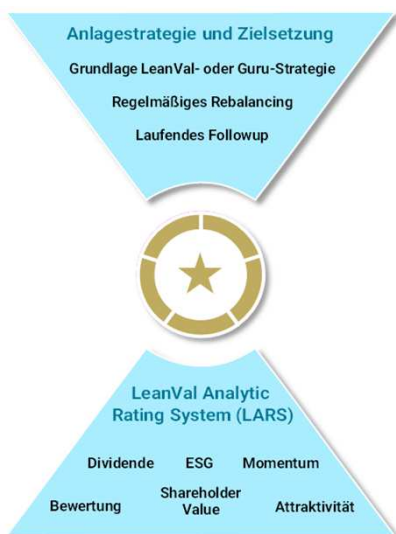 Anlagestrategie und Zielsetzung
Grundlage LeanVal- oder Guru-Strategie
Regelmäßiges Rebalancing
Laufendes Followup
LeanVal Analytic
Rating System (LARS)
Dividende ESG Momentum
Bewertung Shareholder Value Attraktivität